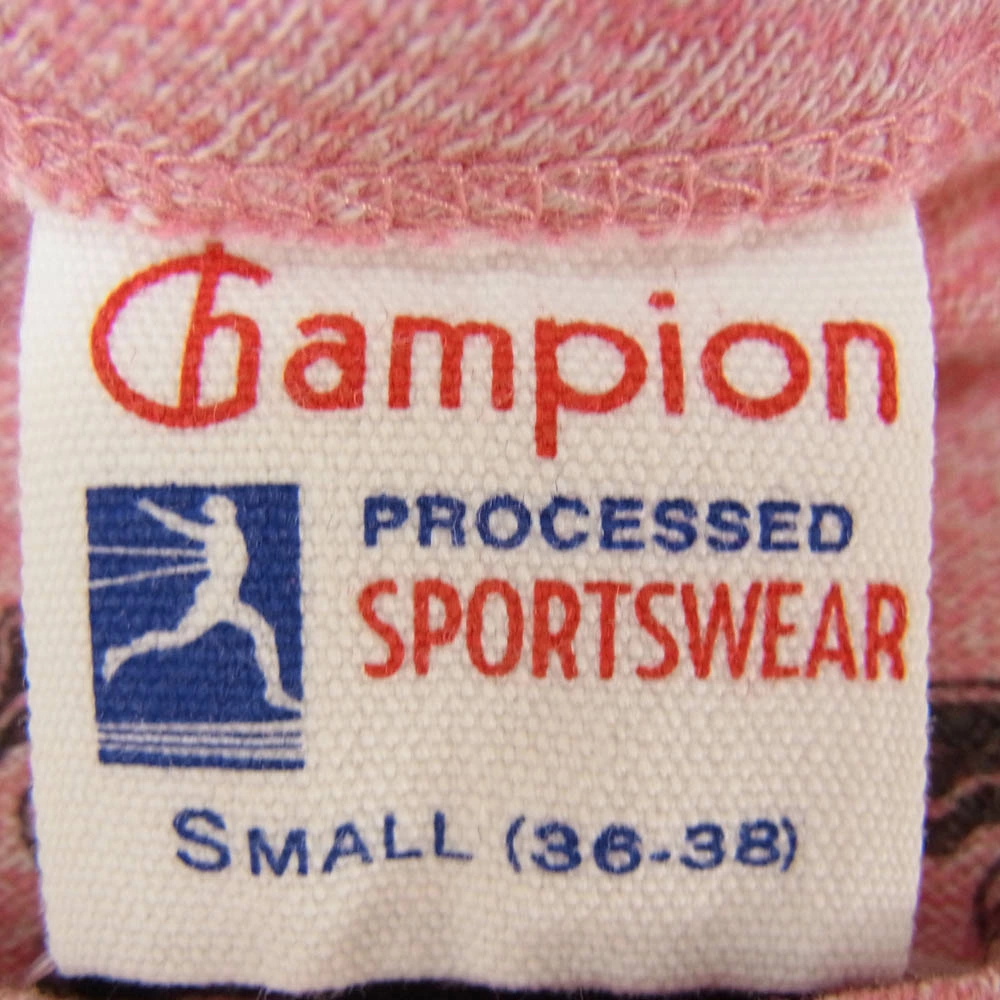 Champion
PROCESSED
SPORTSWEAR
SMALL (36-38)